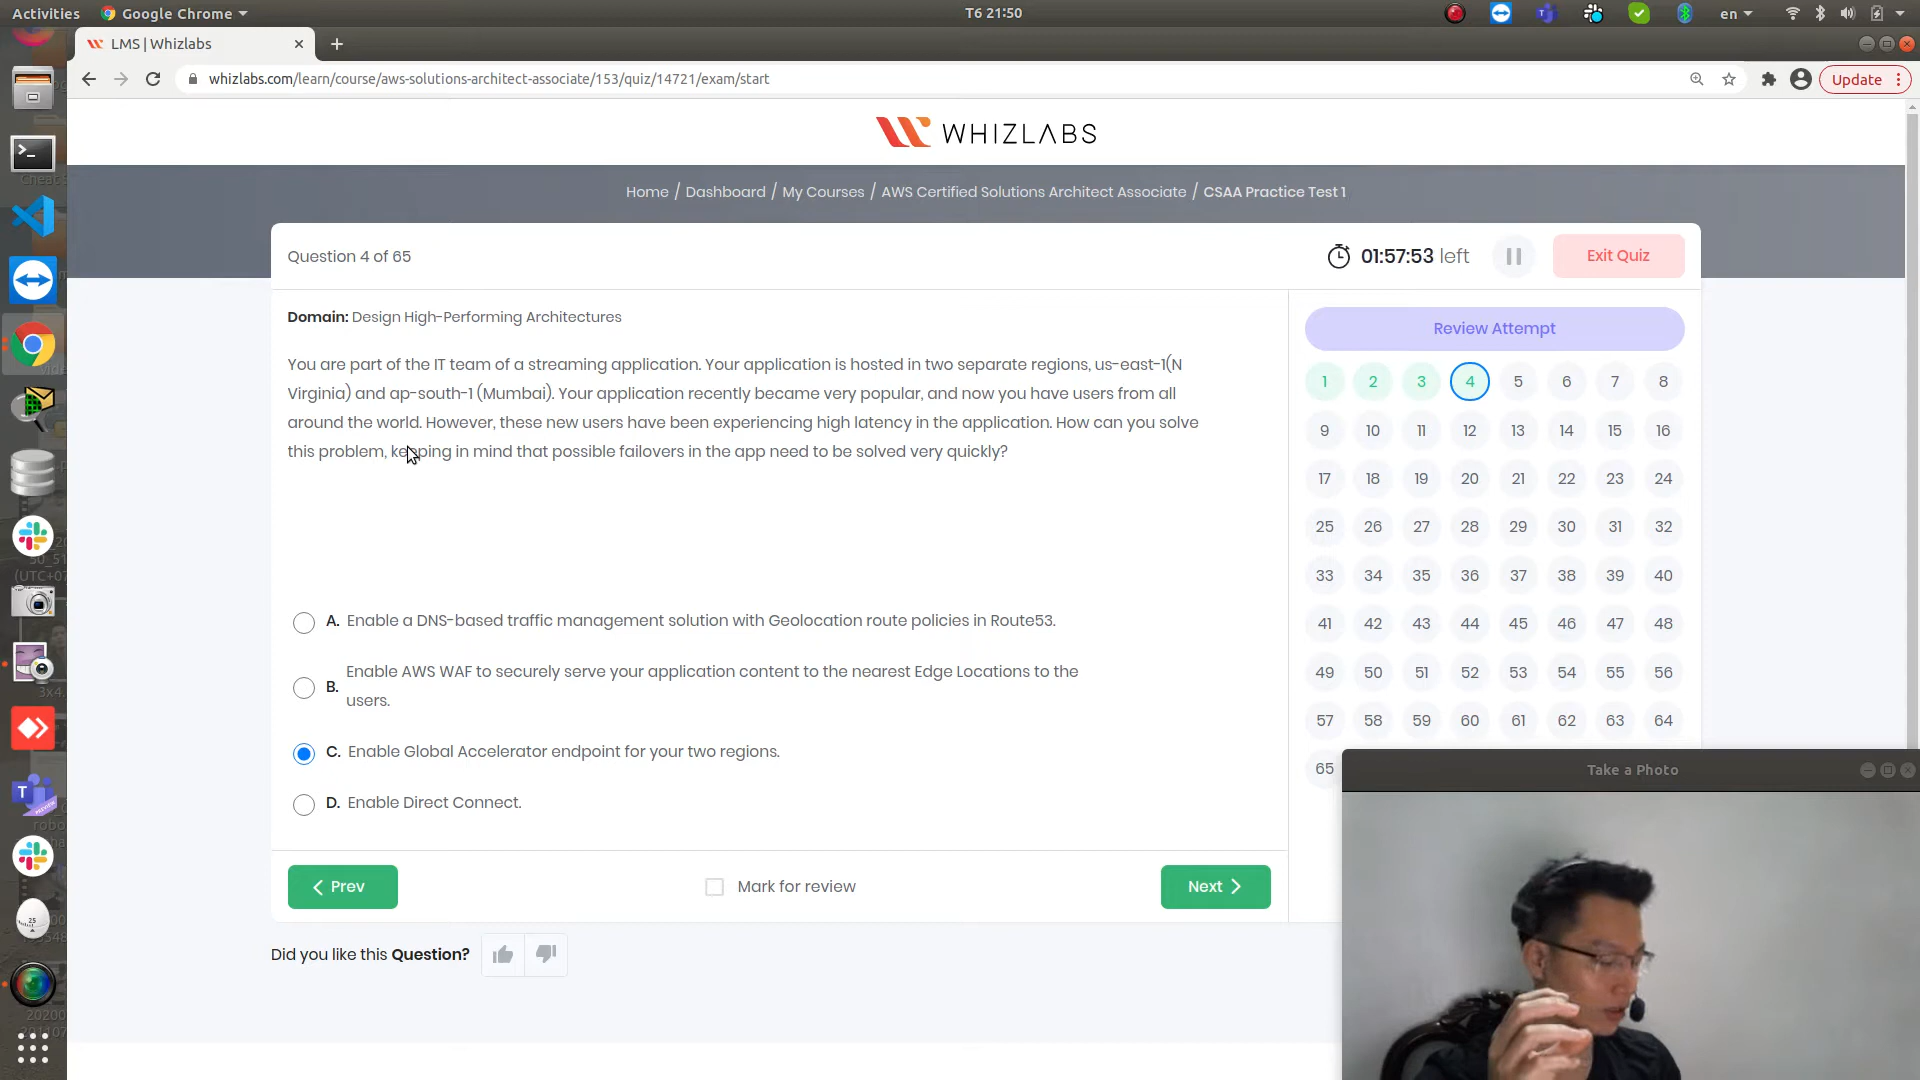 Activities
Google Chrome
T6 21:50
en
LMS | Whizlabs
whizlabs.com/learn/course/aws-solutions-architect-associate/153/quiz/14721/exam/start
Update
WHIZLABS
Home / Dashboard / My Courses / AWS Certified Solutions Architect Associate / CSAA Practice Test 1
Question 4 of 65
01:57:53 left
Exit Quiz
Domain: Design High-Performing Architectures
You are part of the IT team of a streaming application. Your application is hosted in two separate regions, us-east-1(N
Virginia) and ap-south-1 (Mumbai). Your application recently became very popular, and now you have users from all
around the world. However, these new users have been experiencing high latency in the application. How can you solve
this problem, keeping in mind that possible failovers in the app need to be solved very quickly?
A. Enable a DNS-based traffic management solution with Geolocation route policies in Route53.
B. Enable AWS WAF to securely serve your application content to the nearest Edge Locations to the
users.
C. Enable Global Accelerator endpoint for your two regions.
D. Enable Direct Connect.
Prev
Mark for review
Next
Did you like this Question?
Review Attempt
1 2 3 4 5 6 7 8
9 10 11 12 13 14 15 16
17 18 19 20 21 22 23 24
25 26 27 28 29 30 31 32
33 34 35 36 37 38 39 40
41 42 43 44 45 46 47 48
49 50 51 52 53 54 55 56
57 58 59 60 61 62 63 64
65
Take a Photo
(UTC+07
3x4.
25